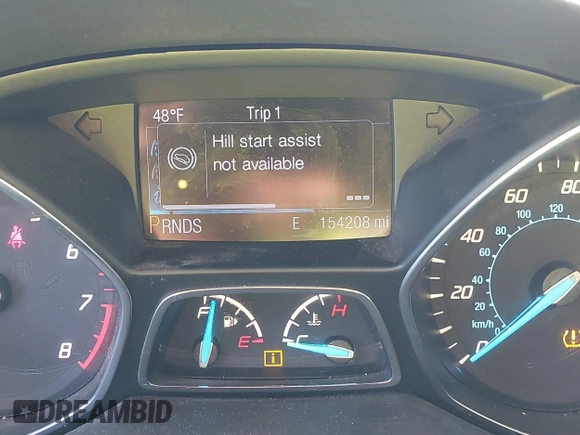 48°F Trip 1
Hill start assist
not available
PRNDS E 154208 mi
6
7
8
F E
C H
i
0 20 40 60 80
0 20 40 60 80 100 120
km/h
DREAMBID